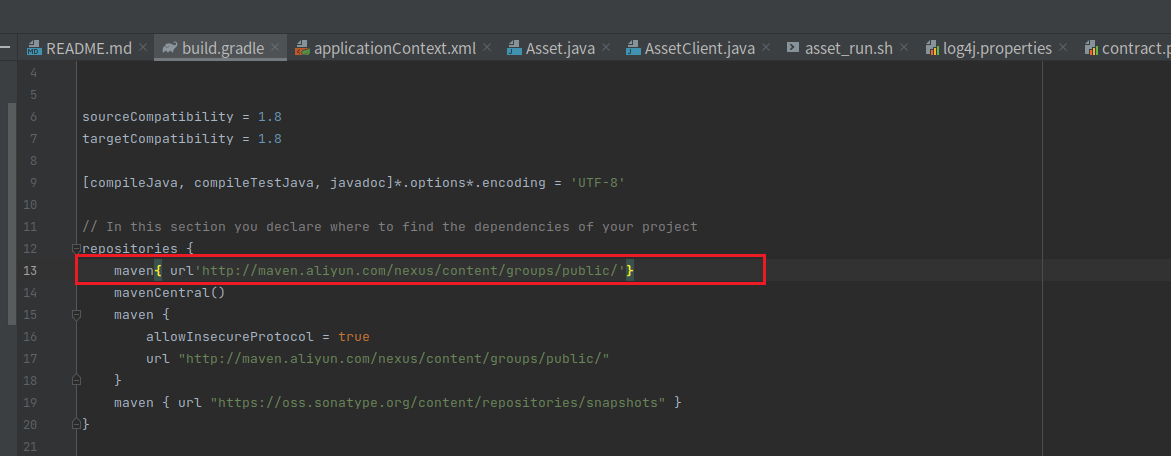 README.md × build.gradle × applicationContext.xml × Asset.java × AssetClient.java × asset_run.sh × log4j.properties × contract.p
4
5
6 sourceCompatibility = 1.8
7 targetCompatibility = 1.8
8
9 [compileJava, compileTestJava, javadoc]*.options*.encoding = 'UTF-8'
10
11 // In this section you declare where to find the dependencies of your project
12 repositories {
13 maven{ url'http://maven.aliyun.com/nexus/content/groups/public/'}
14 mavenCentral()
15 maven {
16 allowInsecureProtocol = true
17 url "http://maven.aliyun.com/nexus/content/groups/public/"
18 }
19 maven { url "https://oss.sonatype.org/content/repositories/snapshots" }
20 }
21